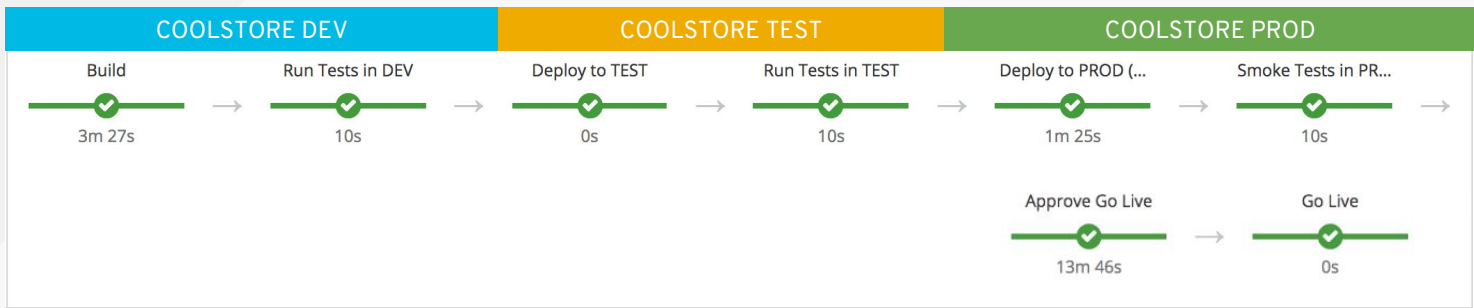 COOLSTORE DEV COOLSTORE TEST COOLSTORE PROD
Build Run Tests in DEV Deploy to TEST Run Tests in TEST Deploy to PROD (... Smoke Tests in PR...
3m 27s 10s 0s 10s 1m 25s 10s
Approve Go Live Go Live
13m 46s 0s